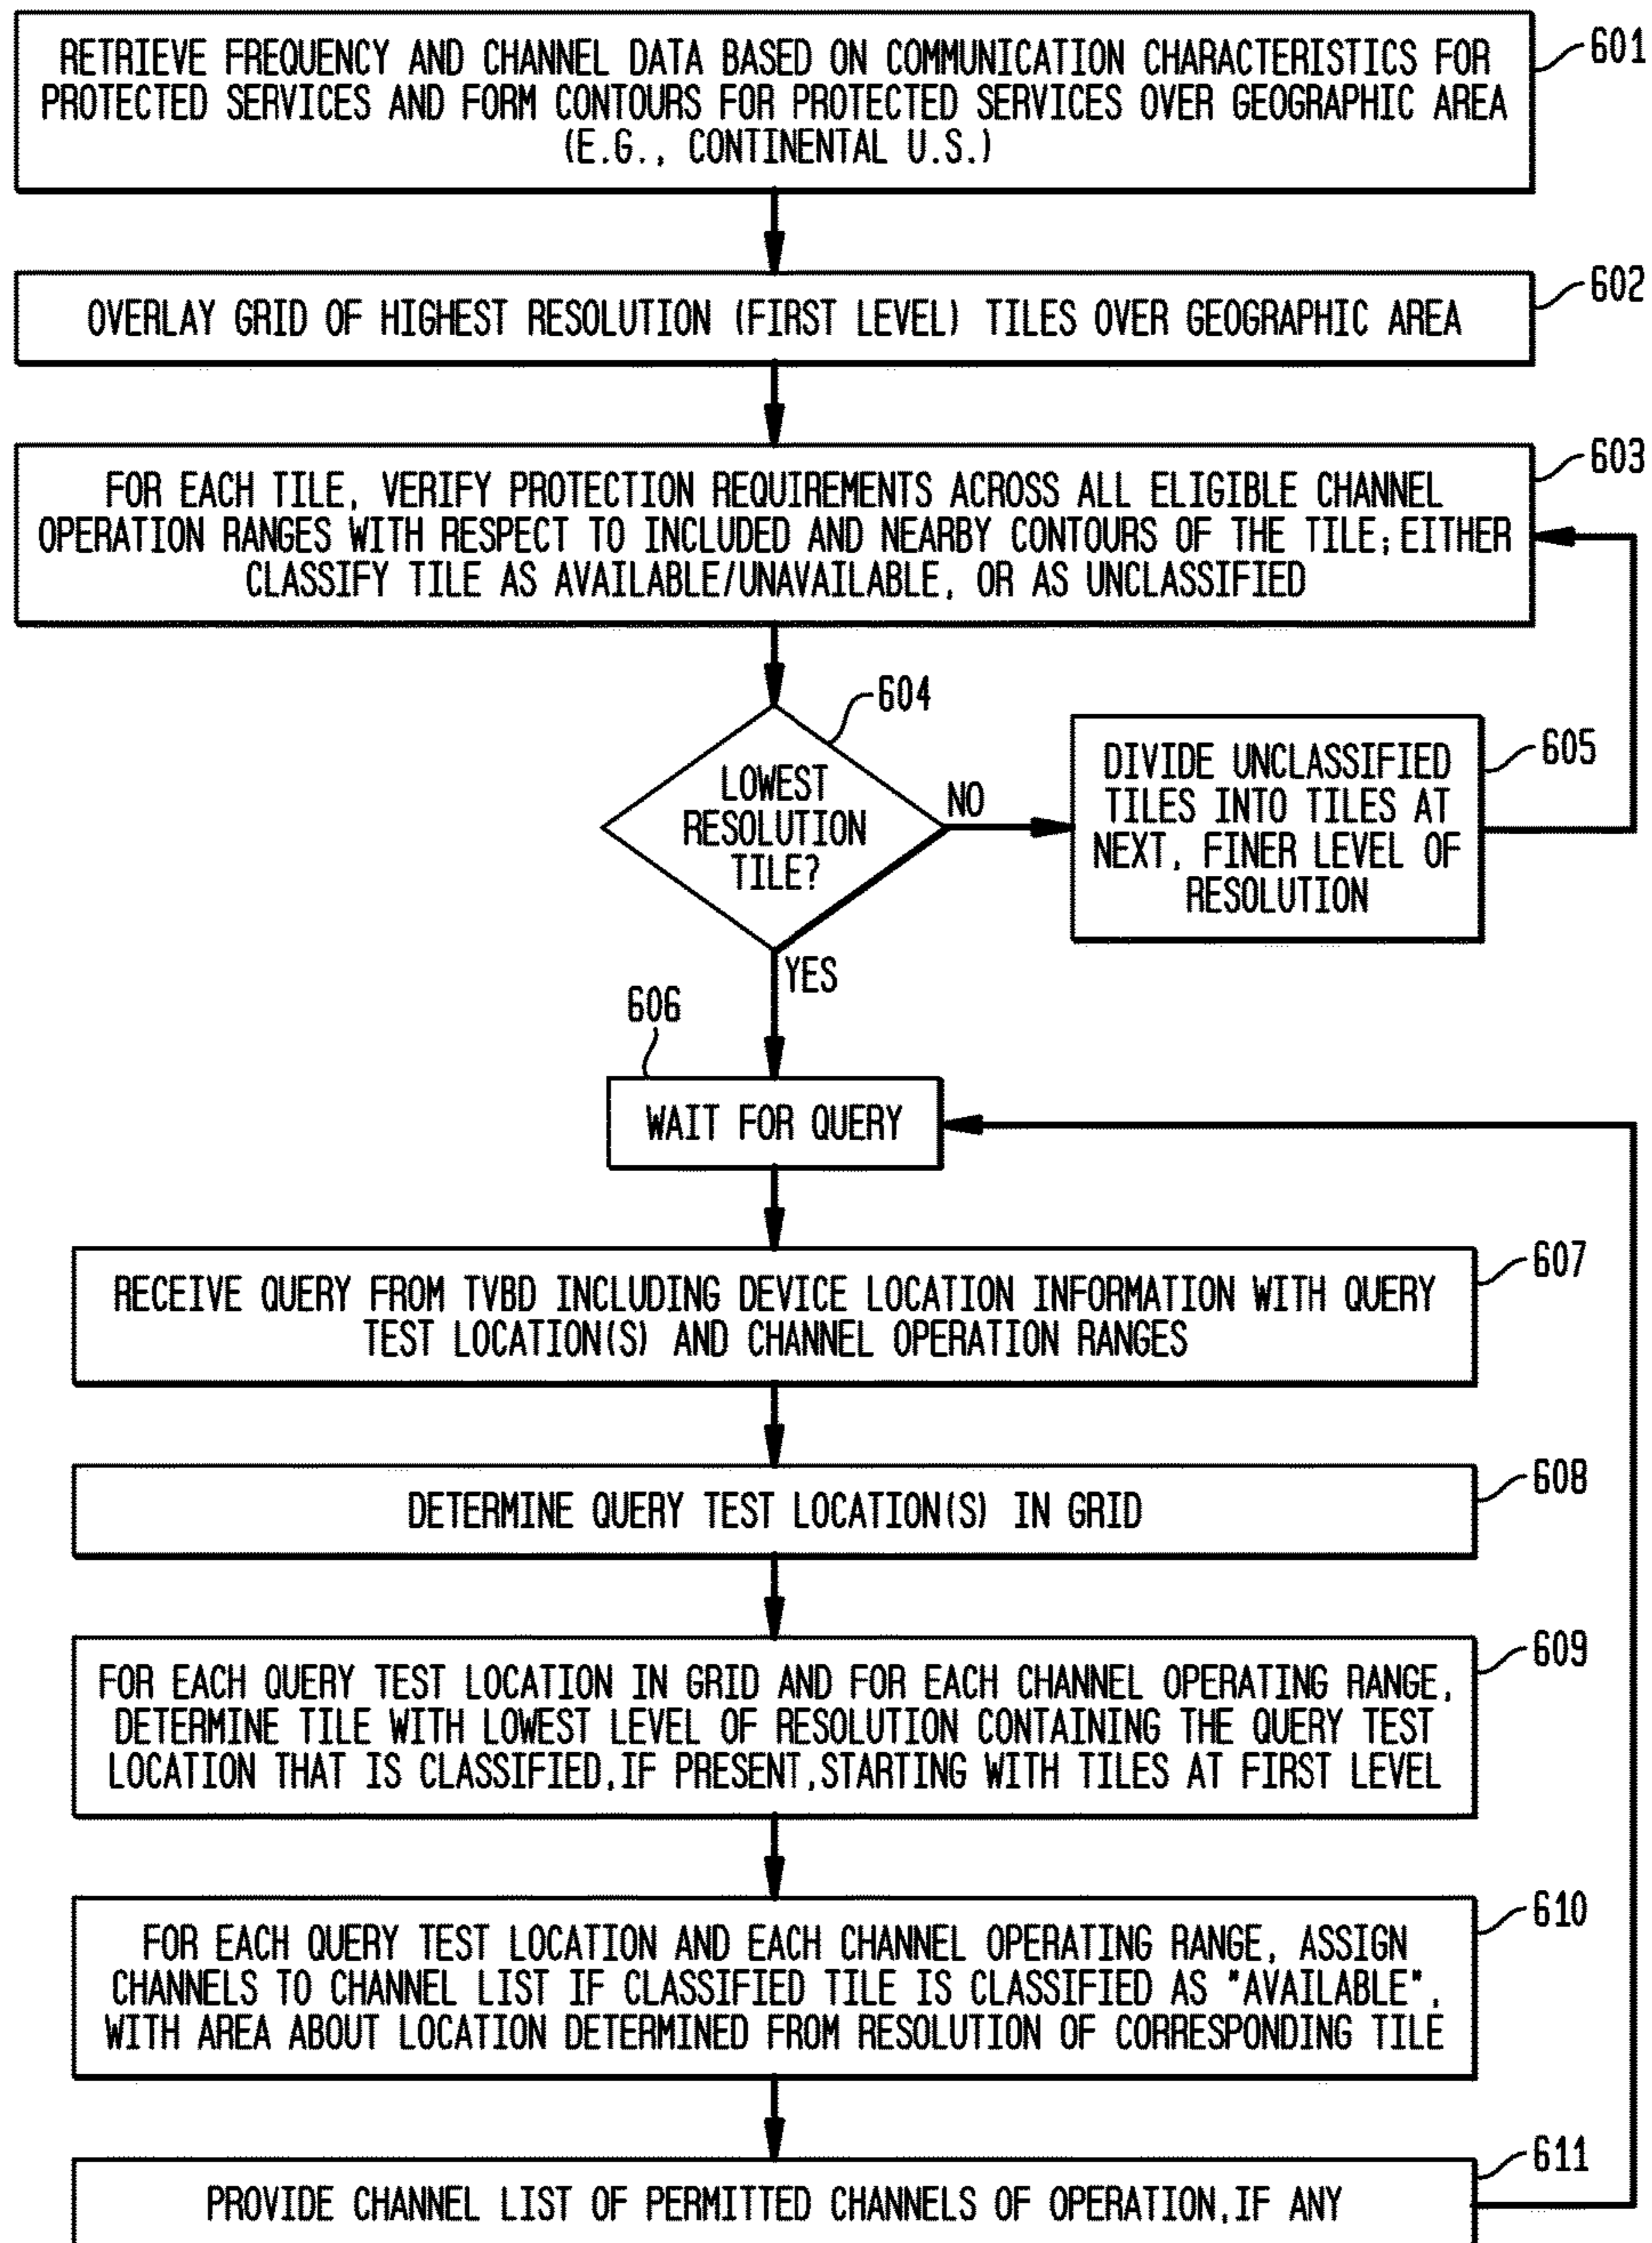 RETRIEVE FREQUENCY AND CHANNEL DATA BASED ON COMMUNICATION CHARACTERISTICS FOR
PROTECTED SERVICES AND FORM CONTOURS FOR PROTECTED SERVICES OVER GEOGRAPHIC AREA
(E.G., CONTINENTAL U.S.)
601
OVERLAY GRID OF HIGHEST RESOLUTION (FIRST LEVEL) TILES OVER GEOGRAPHIC AREA
602
FOR EACH TILE, VERIFY PROTECTION REQUIREMENTS ACROSS ALL ELIGIBLE CHANNEL
OPERATION RANGES WITH RESPECT TO INCLUDED AND NEARBY CONTOURS OF THE TILE; EITHER
CLASSIFY TILE AS AVAILABLE/UNAVAILABLE, OR AS UNCLASSIFIED
603
604
LOWEST
RESOLUTION
TILE?
NO
DIVIDE UNCLASSIFIED
TILES INTO TILES AT
NEXT, FINER LEVEL OF
RESOLUTION
605
YES
606
WAIT FOR QUERY
RECEIVE QUERY FROM TVBD INCLUDING DEVICE LOCATION INFORMATION WITH QUERY
TEST LOCATION(S) AND CHANNEL OPERATION RANGES
607
DETERMINE QUERY TEST LOCATION(S) IN GRID
608
FOR EACH QUERY TEST LOCATION IN GRID AND FOR EACH CHANNEL OPERATING RANGE,
DETERMINE TILE WITH LOWEST LEVEL OF RESOLUTION CONTAINING THE QUERY TEST
LOCATION THAT IS CLASSIFIED, IF PRESENT, STARTING WITH TILES AT FIRST LEVEL
609
FOR EACH QUERY TEST LOCATION AND EACH CHANNEL OPERATING RANGE, ASSIGN
CHANNELS TO CHANNEL LIST IF CLASSIFIED TILE IS CLASSIFIED AS "AVAILABLE",
WITH AREA ABOUT LOCATION DETERMINED FROM RESOLUTION OF CORRESPONDING TILE
610
PROVIDE CHANNEL LIST OF PERMITTED CHANNELS OF OPERATION, IF ANY
611